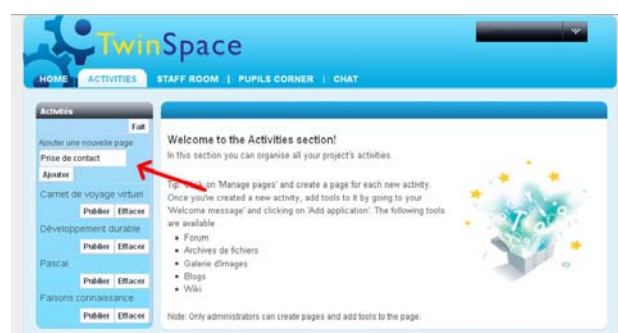 TwinSpace
HOME ACTIVITIES STAFF ROOM | PUPILS CORNER | CHAT
Activités
Fait
Ajouter une nouvelle page
Prise de contact
Ajouter
Carnet de voyage virtuel
Publier Effacer
Développement durable
Publier Effacer
Pascal
Publier Effacer
Faisons connaissance
Publier Effacer
Welcome to the Activities section!
In this section you can organise all your project's activities.
Tip: Click on 'Manage pages' and create a page for each new activity.
Once you've created a new activity, add tools to it by going to your
'Welcome message' and clicking on 'Add application'. The following tools
are available
• Forum
• Archives de fichiers
• Galerie d'images
• Blogs
• Wiki
Note: Only administrators can create pages and add tools to the page.